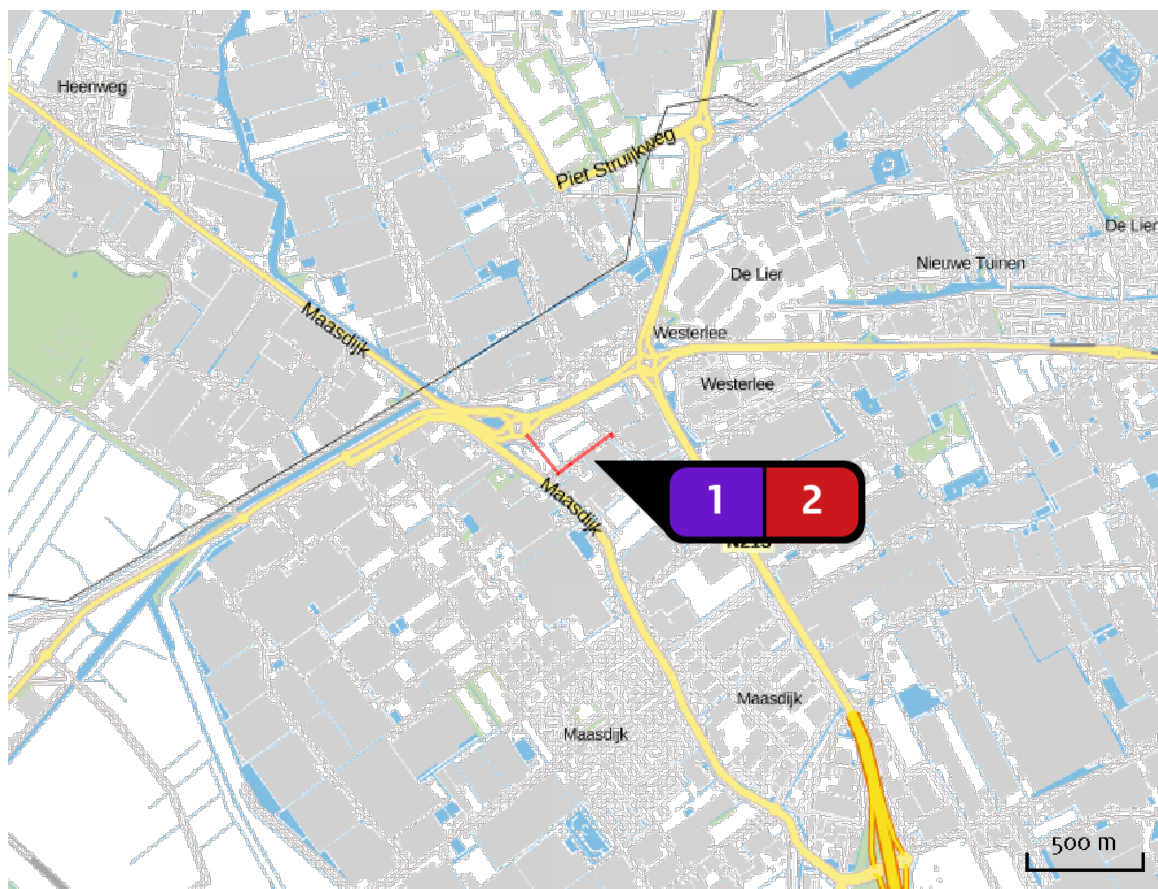 Heenweg
Piet Struijkweg
De Lier
Nieuwe Tuinen
De Lier
Maasdijk
Westerlee
Westerlee
1 2
Maasdijk
Maasdijk
Maasdijk
500 m